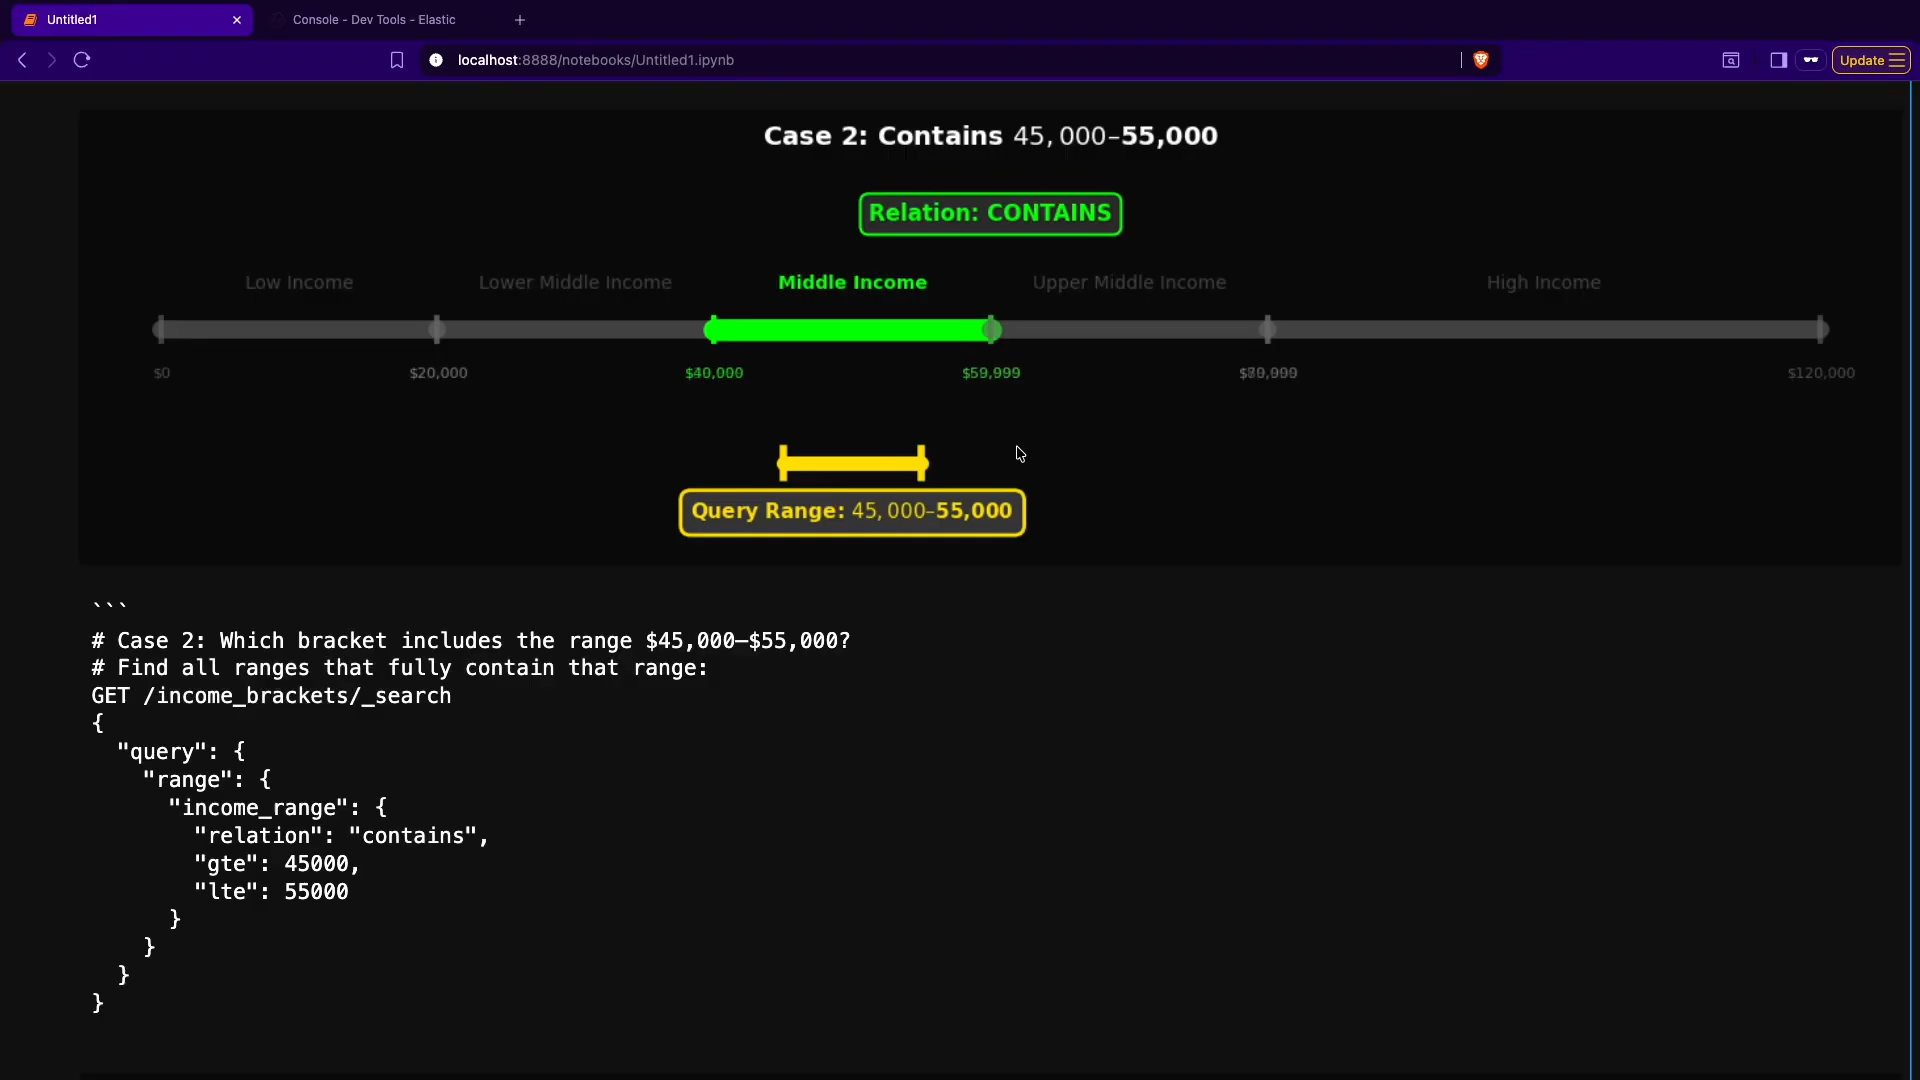 Untitled1
Console - Dev Tools - Elastic
localhost:8888/notebooks/Untitled1.ipynb
Update
Case 2: Contains 45,000–55,000
Relation: CONTAINS
Low Income Lower Middle Income Middle Income Upper Middle Income High Income
$0 $20,000 $40,000 $59,999 $120,000
Query Range: 45,000–55,000
```
# Case 2: Which bracket includes the range $45,000–$55,000?
# Find all ranges that fully contain that range:
GET /income_brackets/_search
{
  "query": {
    "range": {
      "income_range": {
        "relation": "contains",
        "gte": 45000,
        "lte": 55000
      }
    }
  }
}